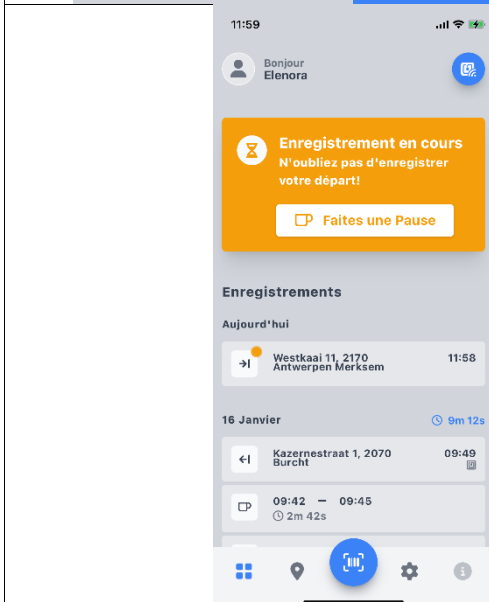 11:59
Bonjour
Elenora
Enregistrement en cours
N'oubliez pas d'enregistrer
votre départ!
Faites une Pause
Enregistrements
Aujourd'hui
Westkaai 11, 2170
Antwerpen Merksem
11:58
16 Janvier
9m 12s
Kazernestraat 1, 2070
Burcht
09:49
09:42 — 09:45
2m 42s